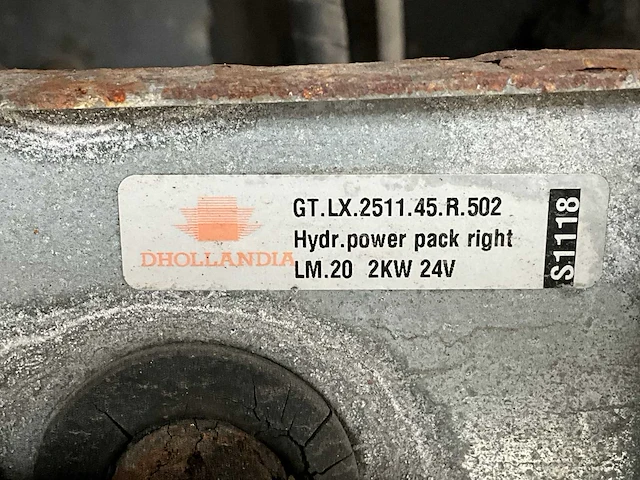 GT.LX.2511.45.R.502
Hydr.power pack right
DHOLLANDIA
LM.20 2KW 24V
S1118